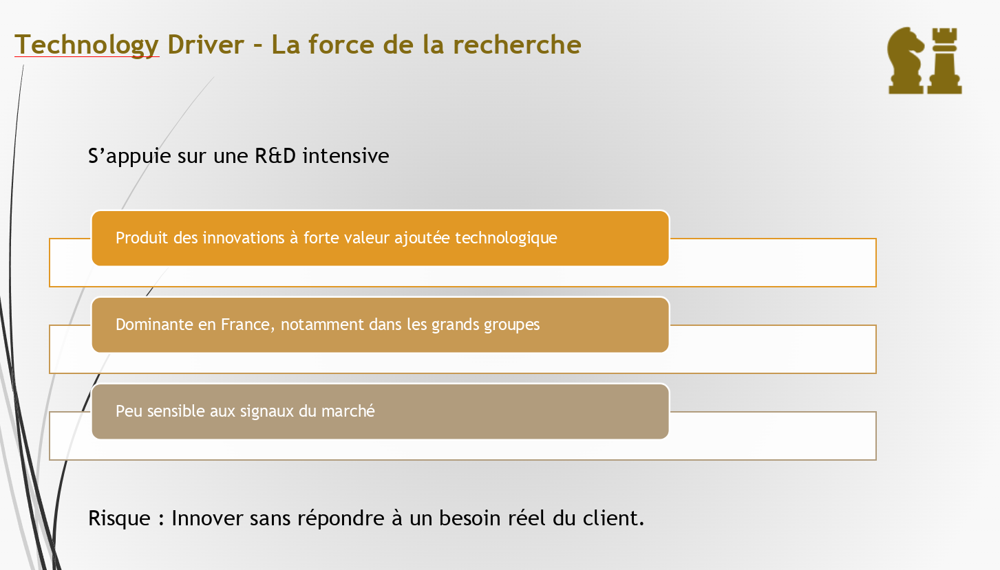 Technology Driver – La force de la recherche
S’appuie sur une R&D intensive
Produit des innovations à forte valeur ajoutée technologique
Dominante en France, notamment dans les grands groupes
Peu sensible aux signaux du marché
Risque : Innover sans répondre à un besoin réel du client.